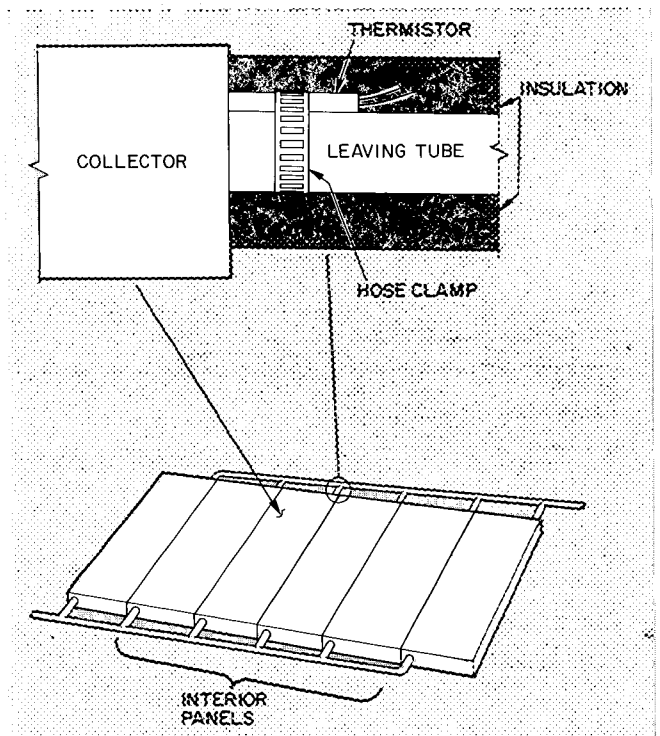 THERMISTOR
INSULATION
COLLECTOR
LEAVING TUBE
HOSE CLAMP
INTERIOR
PANELS